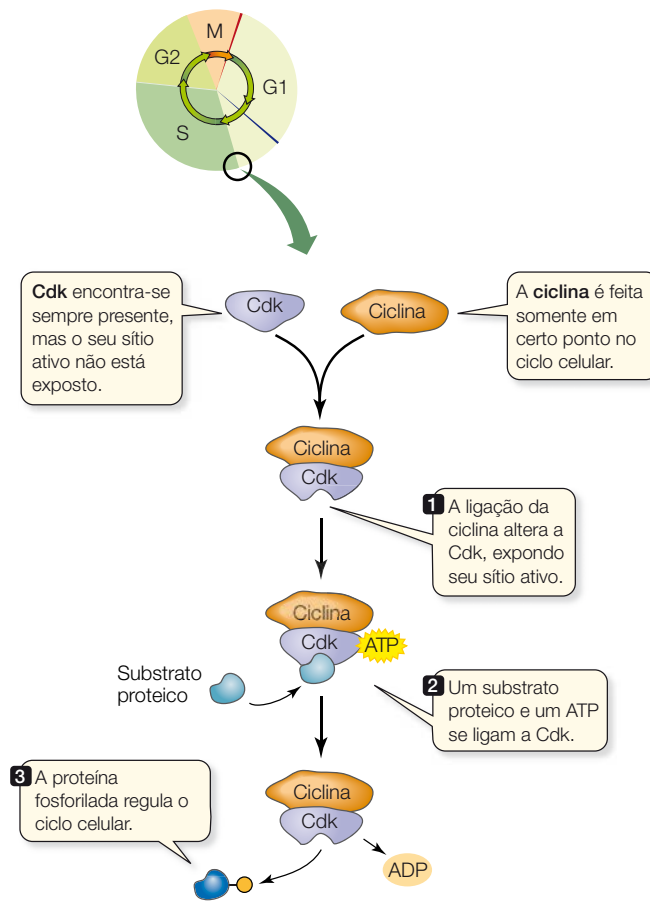 M
G2
G1
S
Cdk encontra-se
sempre presente,
mas o seu sítio
ativo não está
exposto.
Cdk
Ciclina
A ciclina é feita
somente em
certo ponto no
ciclo celular.
Ciclina
Cdk
1 A ligação da
ciclina altera a
Cdk, expondo
seu sítio ativo.
Ciclina
Cdk
ATP
Substrato
proteico
2 Um substrato
proteico e um ATP
se ligam a Cdk.
3 A proteína
fosforilada regula o
ciclo celular.
Ciclina
Cdk
ADP